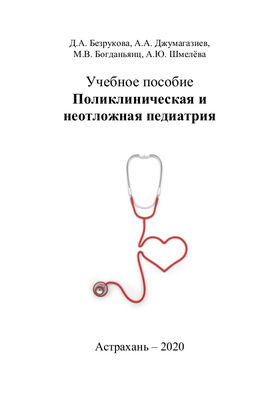 Д.А. Безрукова, А.А. Джумагазиев,
М.В. Богданьянц, А.Ю. Шмелёва
Учебное пособие
Поликлиническая и
неотложная педиатрия
Астрахань – 2020